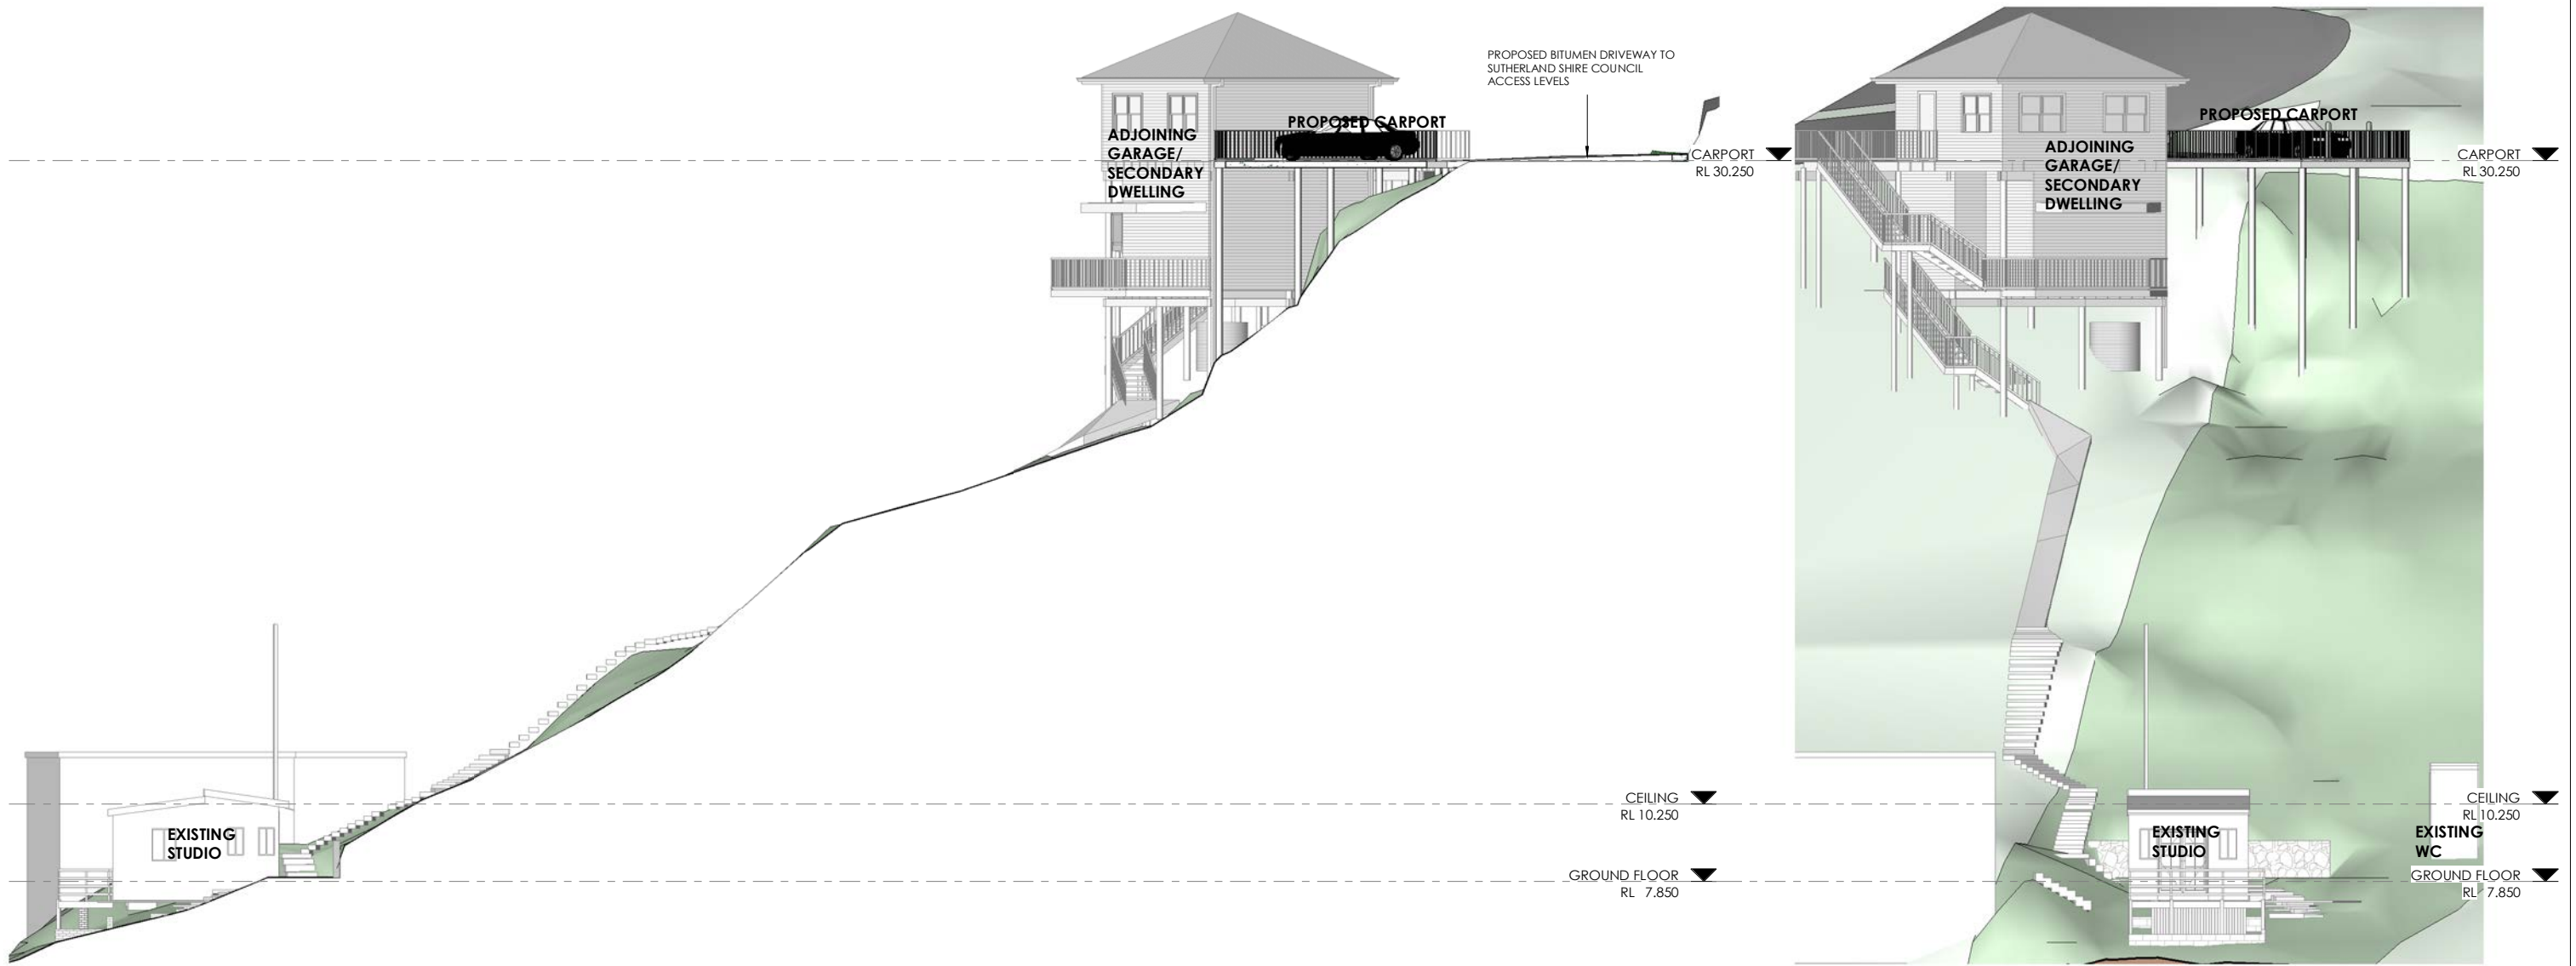 PROPOSED BITUMEN DRIVEWAY TO
SUTHERLAND SHIRE COUNCIL
ACCESS LEVELS
PROPOSED CARPORT
ADJOINING
GARAGE/
SECONDARY
DWELLING
CARPORT
RL 30.250
EXISTING
STUDIO
CEILING
RL 10.250
GROUND FLOOR
RL 7.850
PROPOSED CARPORT
ADJOINING
GARAGE/
SECONDARY
DWELLING
CARPORT
RL 30.250
EXISTING
STUDIO
CEILING
RL 10.250
EXISTING
WC
GROUND FLOOR
RL 7.850